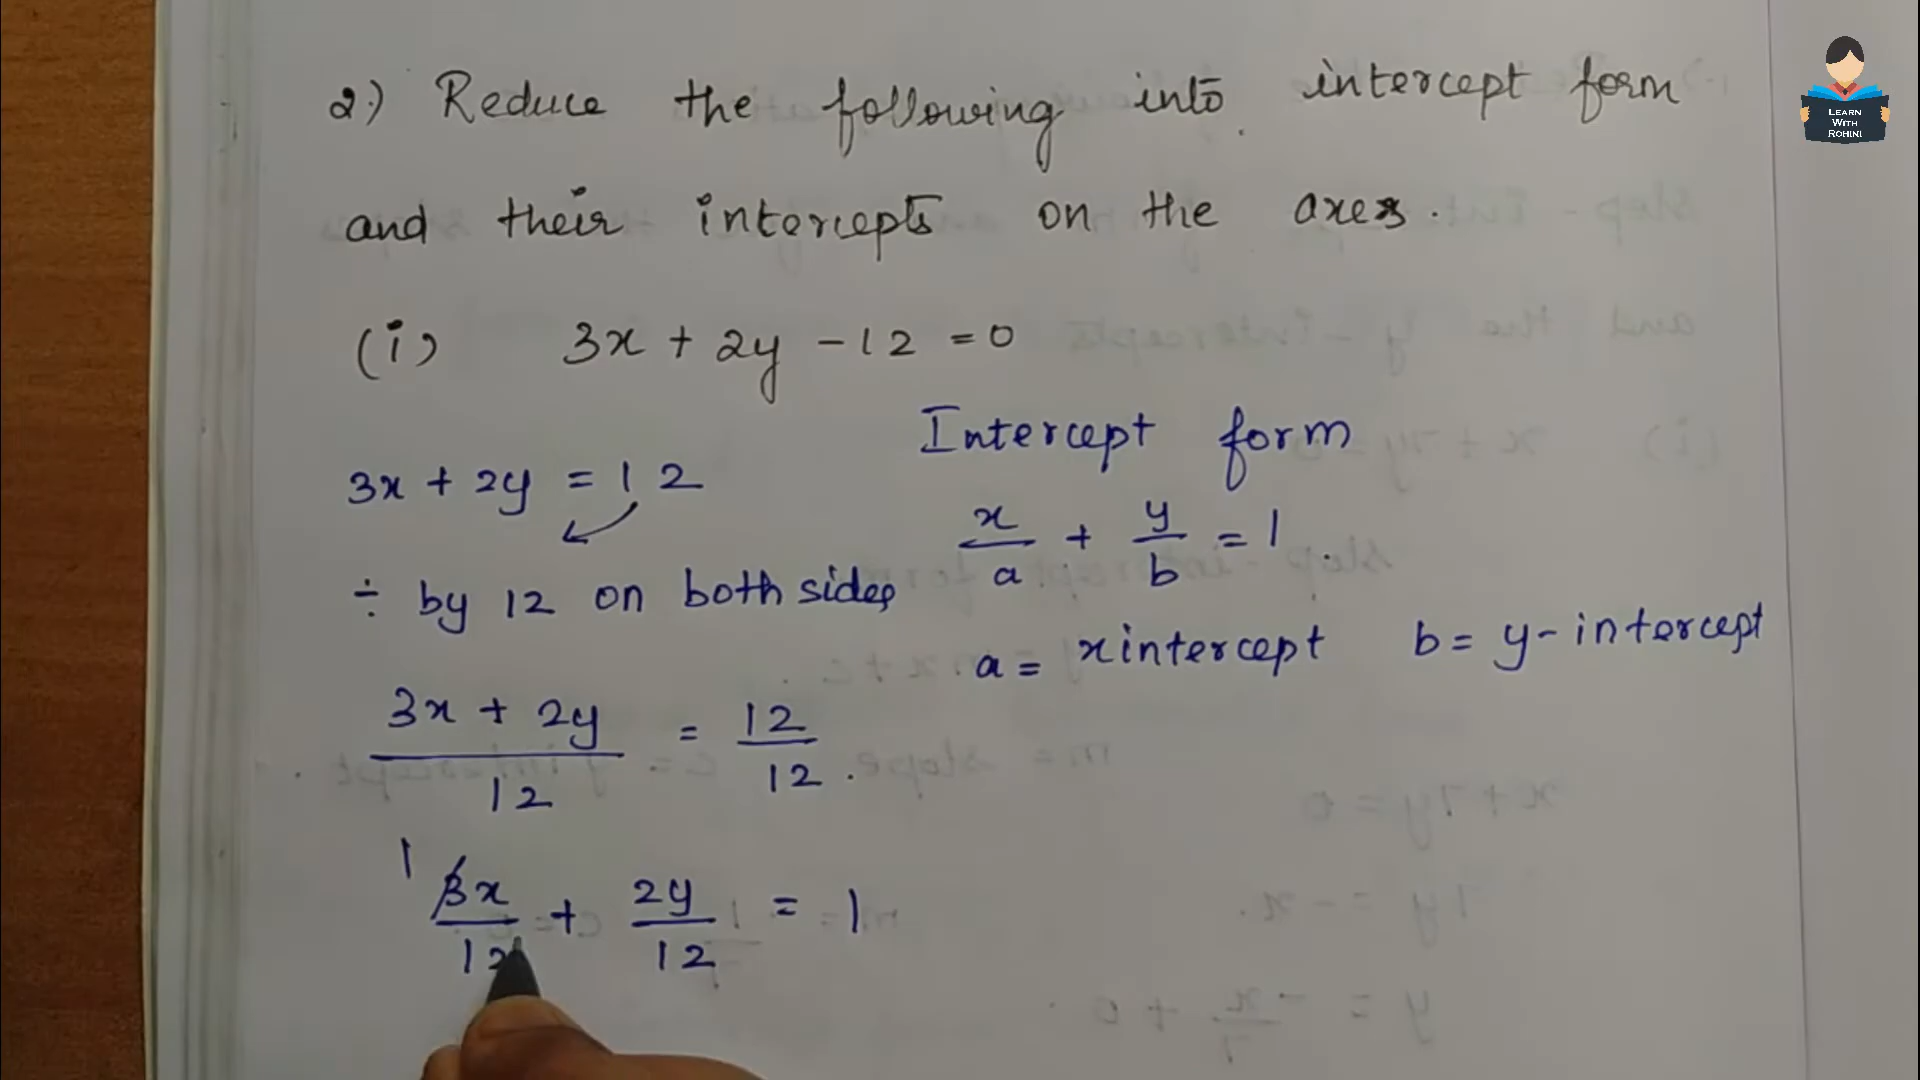 2.) Reduce the following into intercept form
and their intercepts on the axes.
(i) 3x + 2y - 12 = 0
Intercept form
3x + 2y = 12
x/a + y/b = 1
÷ by 12 on both sides
a = x intercept b = y-intercept
3x + 2y / 12 = 12 / 12.
1 3x/12 + 2y/12 = 1
LEARN
WITH
ROHINI